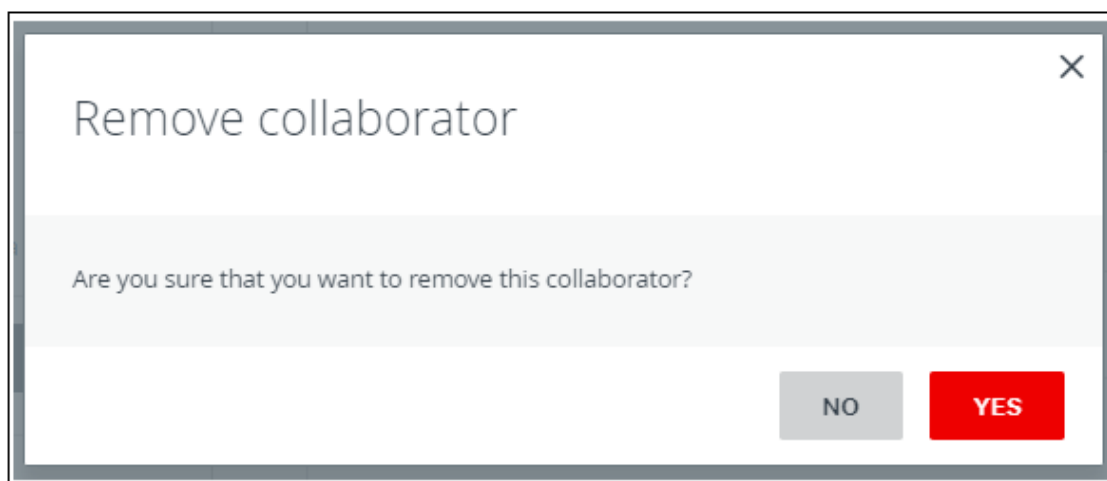 Remove collaborator
Are you sure that you want to remove this collaborator?
NO
YES